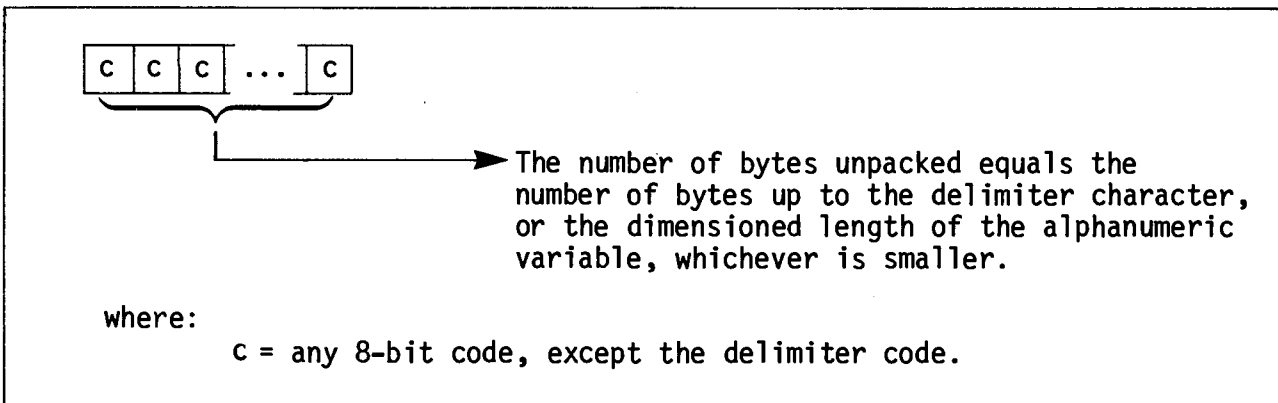 c c c ... c
The number of bytes unpacked equals the
number of bytes up to the delimiter character,
or the dimensioned length of the alphanumeric
variable, whichever is smaller.
where:
c = any 8-bit code, except the delimiter code.